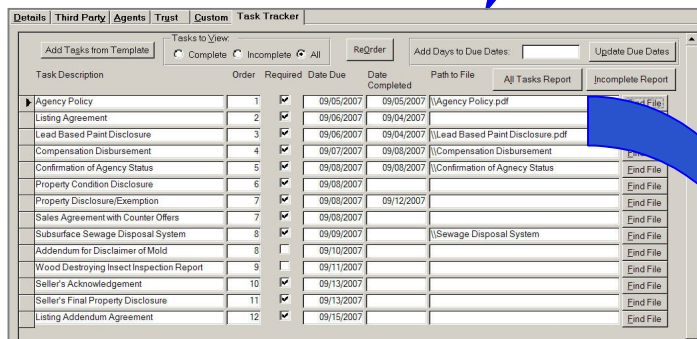 Details Third Party Agents Trust Custom Task Tracker
Tasks to View:
Add Tasks from Template Complete Incomplete All ReOrder Add Days to Due Dates: Update Due Dates
Task Description Order Required Date Due Date Completed Path to File All Tasks Report Incomplete Report
Agency Policy 1 09/05/2007 09/05/2007 \\Agency Policy.pdf Find File
Listing Agreement 2 09/06/2007 09/04/2007
Lead Based Paint Disclosure 3 09/06/2007 09/04/2007 \\Lead Based Paint Disclosure.pdf
Compensation Disbursement 4 09/07/2007 09/08/2007 \\Compensation Disbursement Find File
Confirmation of Agency Status 5 09/08/2007 09/08/2007 \\Confirmation of Agnecy Status Find File
Property Condition Disclosure 6 09/08/2007 Find File
Property Disclosure/Exemption 7 09/08/2007 09/12/2007 Find File
Sales Agreement with Counter Offers 7 09/08/2007 Find File
Subsurface Sewage Disposal System 8 09/09/2007 \\Sewage Disposal System Find File
Addendum for Disclaimer of Mold 8 09/10/2007 Find File
Wood Destroying Insect Inspection Report 9 09/11/2007 Find File
Seller's Acknowledgement 10 09/13/2007 Find File
Seller's Final Property Disclosure 11 09/13/2007 Find File
Listing Addendum Agreement 12 09/15/2007 Find File